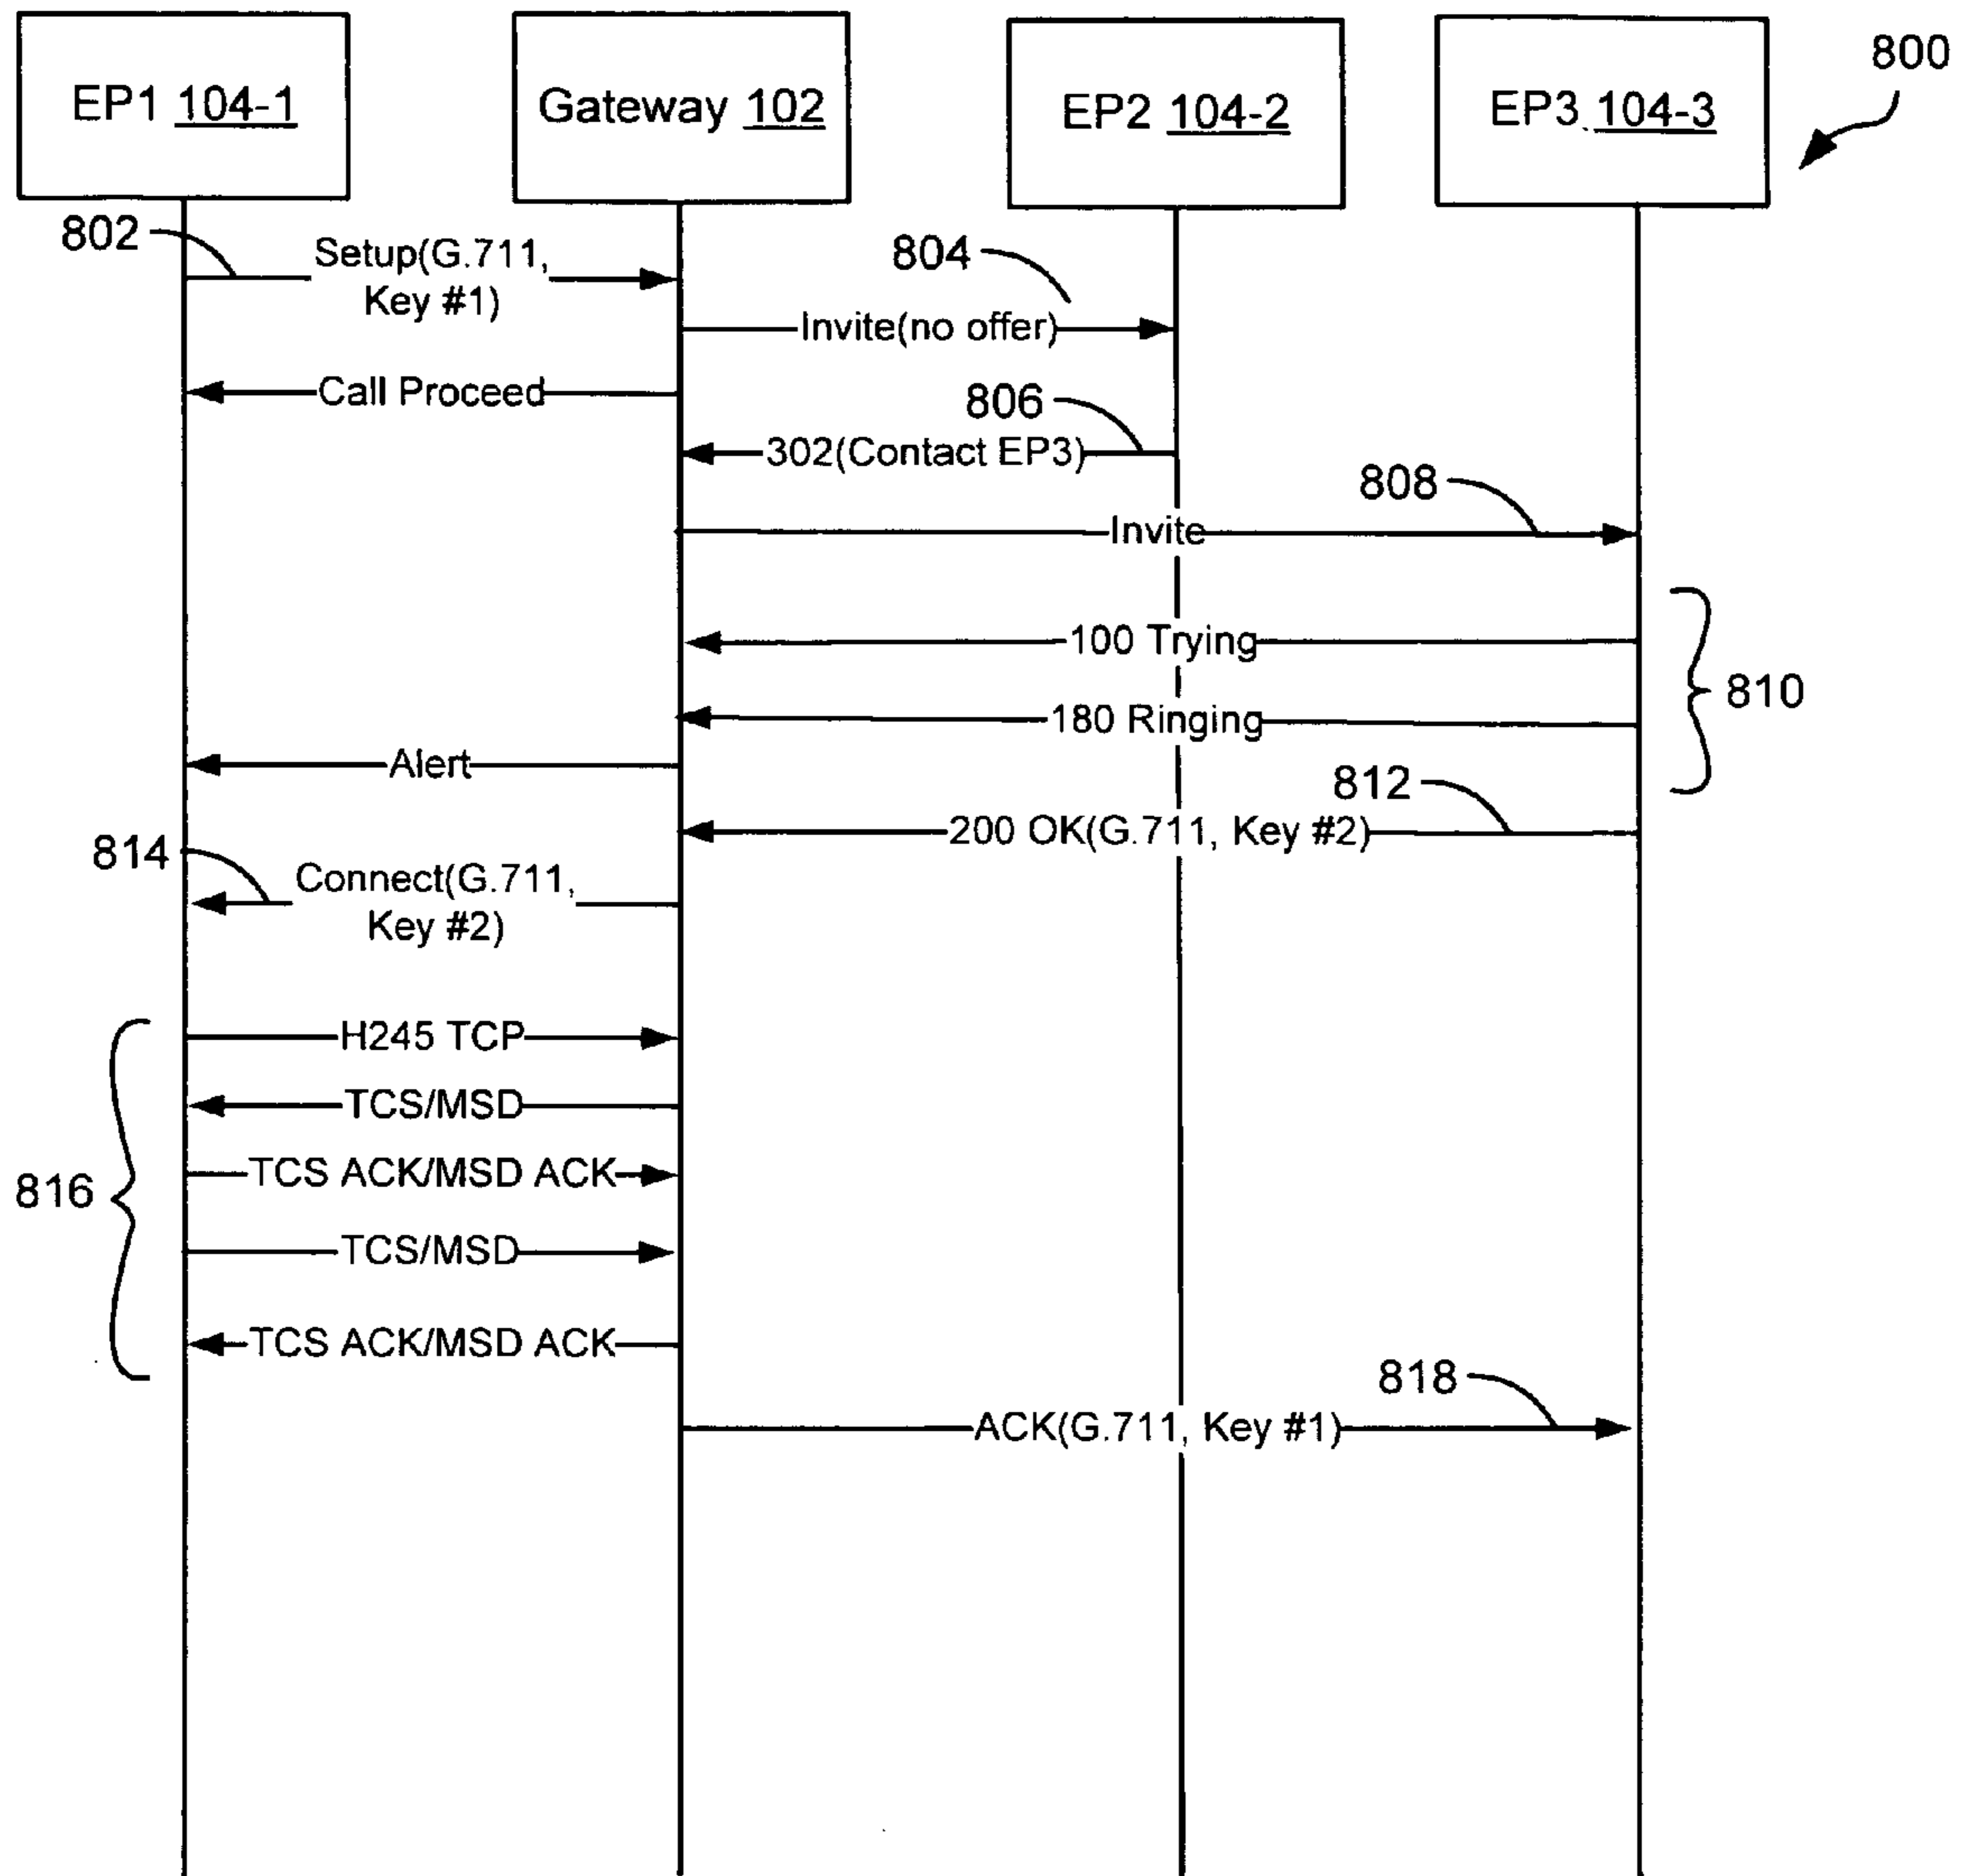 EP1 104-1
Gateway 102
EP2 104-2
EP3 104-3
800
802
Setup(G.711,
Key #1)
804
Invite(no offer)
Call Proceed
806
302(Contact EP3)
808
Invite
100 Trying
810
180 Ringing
Alert
812
200 OK(G.711, Key #2)
814
Connect(G.711,
Key #2)
H245 TCP
TCS/MSD
TCS ACK/MSD ACK
816
TCS/MSD
TCS ACK/MSD ACK
818
ACK(G.711, Key #1)